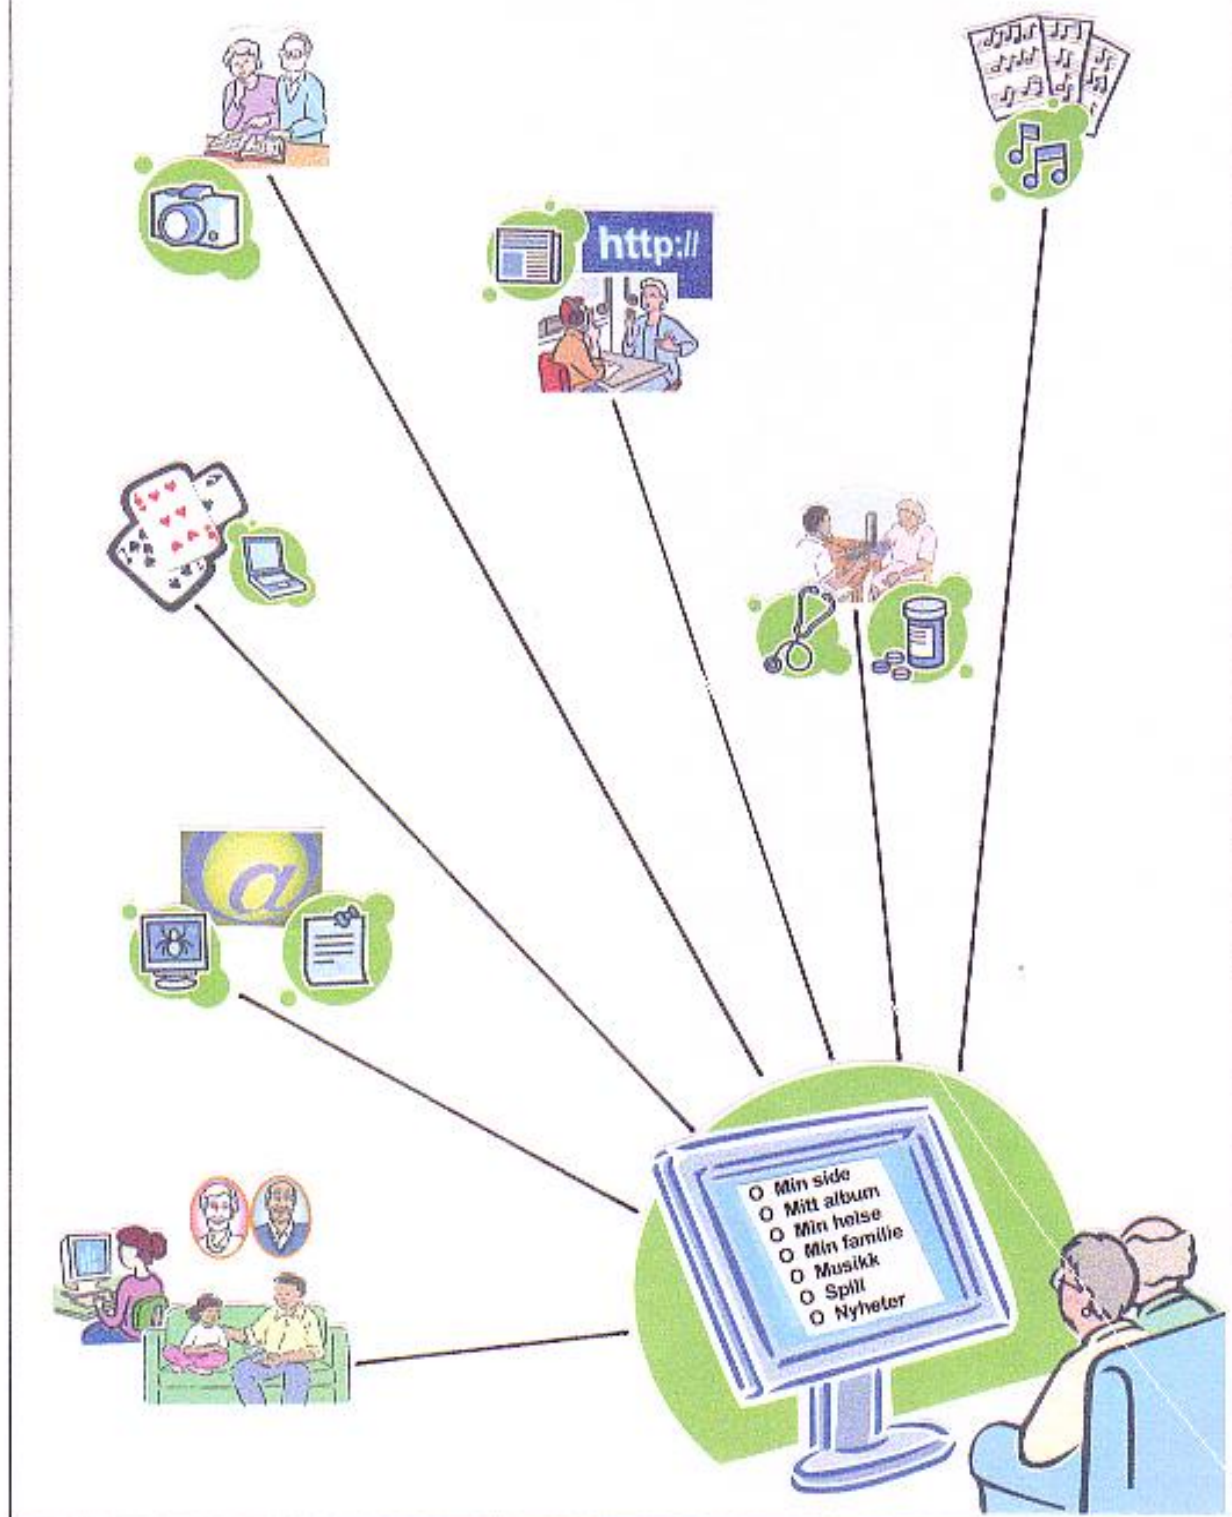 http://
@
O Min side
O Mitt album
O Min helse
O Min familie
O Musikk
O Spill
O Nyheter